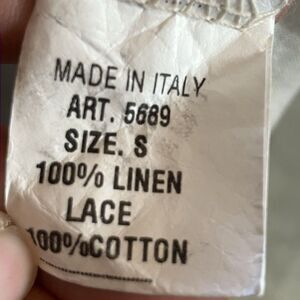 MADE IN ITALY
ART. 5689
SIZE. S
100% LINEN
LACE
100%COTTON